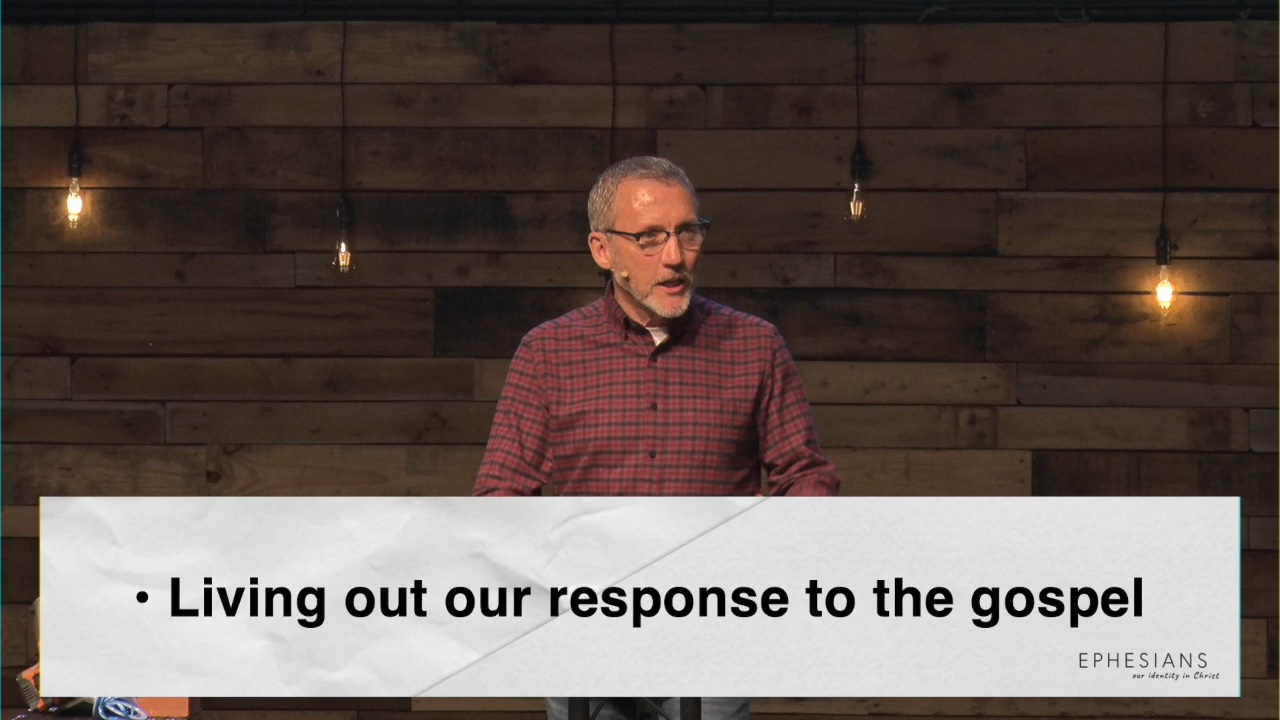 • Living out our response to the gospel
EPHESIANS
our identity in Christ